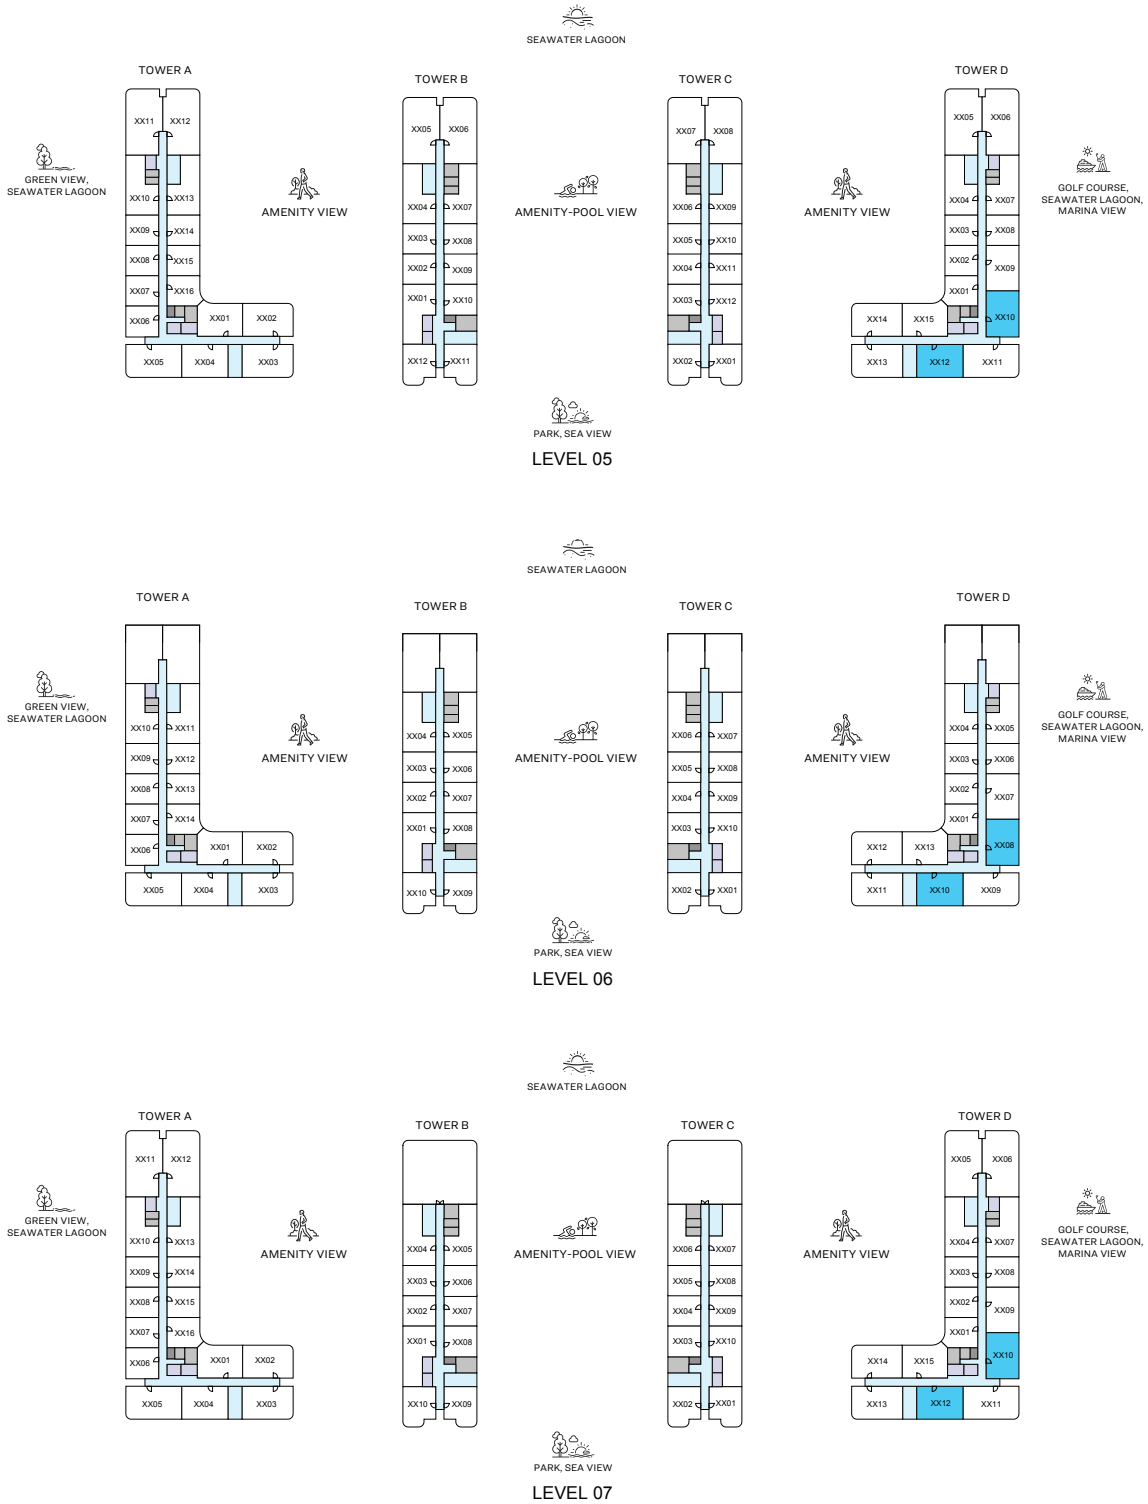 SEAWATER LAGOON
TOWER A
TOWER B
TOWER C
TOWER D
XX11 XX12
XX05 XX06
XX07 XX08
XX05 XX06
GREEN VIEW,
SEAWATER LAGOON
AMENITY VIEW
AMENITY-POOL VIEW
AMENITY VIEW
GOLF COURSE,
SEAWATER LAGOON,
MARINA VIEW
XX10 XX13
XX04 XX07
XX06 XX09
XX04 XX07
XX09 XX14
XX03 XX08
XX05 XX10
XX03 XX08
XX08 XX15
XX02 XX09
XX04 XX11
XX02 XX09
XX07 XX16
XX01 XX10
XX03 XX12
XX01
XX06 XX01 XX02
XX14 XX15 XX10
XX05 XX04 XX03
XX12 XX11
XX02 XX01
XX13 XX12 XX11
PARK, SEA VIEW
LEVEL 05
SEAWATER LAGOON
TOWER A
TOWER B
TOWER C
TOWER D
GREEN VIEW,
SEAWATER LAGOON
AMENITY VIEW
AMENITY-POOL VIEW
AMENITY VIEW
GOLF COURSE,
SEAWATER LAGOON,
MARINA VIEW
XX10 XX11
XX04 XX05
XX06 XX07
XX04 XX05
XX09 XX12
XX03 XX06
XX05 XX08
XX03 XX06
XX08 XX13
XX02 XX07
XX04 XX09
XX02 XX07
XX07 XX14
XX01 XX08
XX03 XX10
XX01
XX06 XX01 XX02
XX12 XX13 XX08
XX05 XX04 XX03
XX10 XX09
XX02 XX01
XX11 XX10 XX09
PARK, SEA VIEW
LEVEL 06
SEAWATER LAGOON
TOWER A
TOWER B
TOWER C
TOWER D
XX11 XX12
XX05 XX06
GREEN VIEW,
SEAWATER LAGOON
AMENITY VIEW
AMENITY-POOL VIEW
AMENITY VIEW
GOLF COURSE,
SEAWATER LAGOON,
MARINA VIEW
XX10 XX13
XX04 XX05
XX06 XX07
XX04 XX07
XX09 XX14
XX03 XX06
XX05 XX08
XX03 XX08
XX08 XX15
XX02 XX07
XX04 XX09
XX02 XX09
XX07 XX16
XX01 XX08
XX03 XX10
XX01
XX06 XX01 XX02
XX14 XX15 XX10
XX05 XX04 XX03
XX10 XX09
XX02 XX01
XX13 XX12 XX11
PARK, SEA VIEW
LEVEL 07